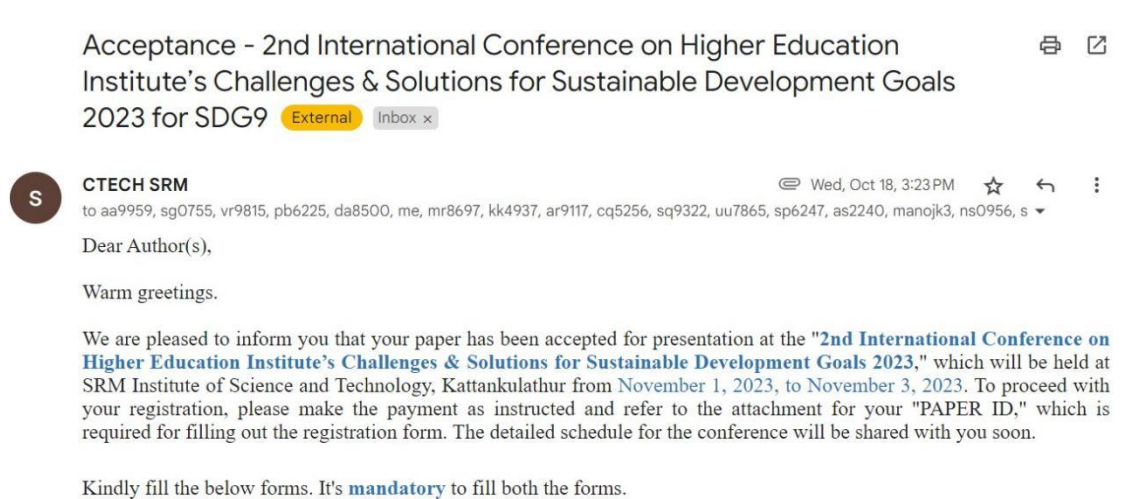 Acceptance - 2nd International Conference on Higher Education
Institute's Challenges & Solutions for Sustainable Development Goals
2023 for SDG9 External Inbox ×
S
CTECH SRM Wed, Oct 18, 3:23 PM
to aa9959, sg0755, vr9815, pb6225, da8500, me, mr8697, kk4937, ar9117, cq5256, sq9322, uu7865, sp6247, as2240, manojk3, ns0956, s
Dear Author(s),
Warm greetings.
We are pleased to inform you that your paper has been accepted for presentation at the "2nd International Conference on
Higher Education Institute's Challenges & Solutions for Sustainable Development Goals 2023," which will be held at
SRM Institute of Science and Technology, Kattankulathur from November 1, 2023, to November 3, 2023. To proceed with
your registration, please make the payment as instructed and refer to the attachment for your "PAPER ID," which is
required for filling out the registration form. The detailed schedule for the conference will be shared with you soon.
Kindly fill the below forms. It's mandatory to fill both the forms.